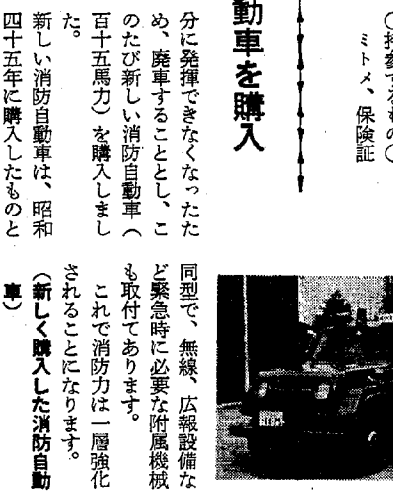 持参するもの
ミトメ、保険証
動車を購入
分に発揮できなくなったた
め、廃車することとし、こ
のたび新しい消防自動車（
百十五馬力）を購入しまし
た。
新しい消防自動車は、昭和
四十五年に購入したものと
同型で、無線、広報設備な
ど緊急時に必要な附属機械
も取付てあります。
これで消防力は一層強化
されることになります。
（新しく購入した消防自動
車）